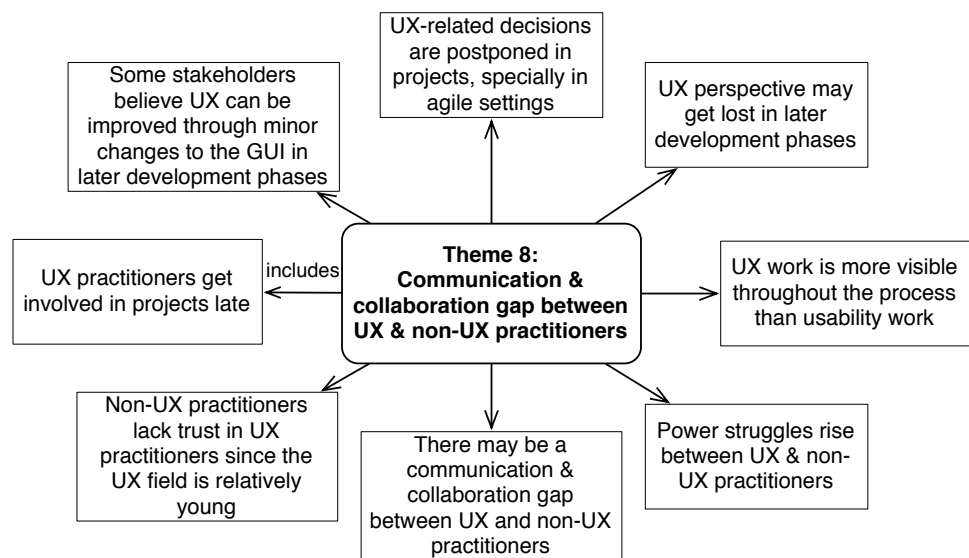 UX-related decisions
are postponed in
projects, specially in
agile settings
Some stakeholders
believe UX can be
improved through minor
changes to the GUI in
later development phases
UX perspective may
get lost in later
development phases
Theme 8:
Communication &
collaboration gap between
UX & non-UX practitioners
includes
UX practitioners get
involved in projects late
UX work is more visible
throughout the process
than usability work
Non-UX practitioners
lack trust in UX
practitioners since the
UX field is relatively
young
There may be a
communication &
collaboration gap
between UX and non-UX
practitioners
Power struggles rise
between UX & non-
UX practitioners